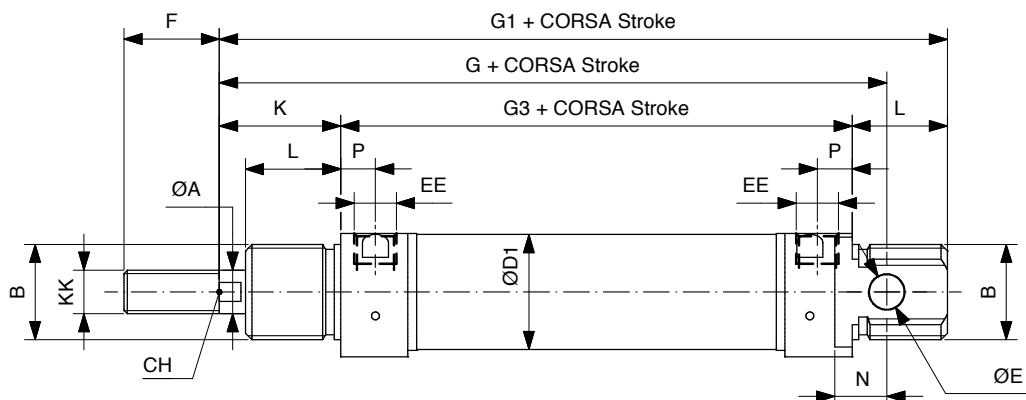 F
G1 + CORSA Stroke
G + CORSA Stroke
K
G3 + CORSA Stroke
L
L
P
P
ØA
EE
EE
B
KK
ØD1
B
CH
N
ØE